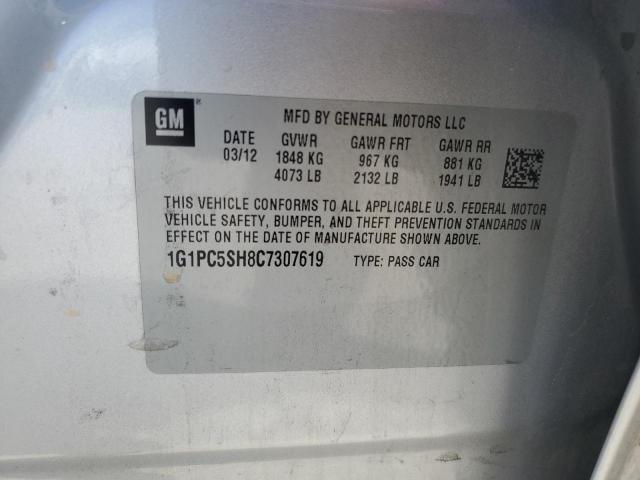 GM
MFD BY GENERAL MOTORS LLC
DATE GVWR GAWR FRT GAWR RR
03/12 1848 KG 967 KG 881 KG
4073 LB 2132 LB 1941 LB
THIS VEHICLE CONFORMS TO ALL APPLICABLE U.S. FEDERAL MOTOR
VEHICLE SAFETY, BUMPER, AND THEFT PREVENTION STANDARDS IN
EFFECT ON THE DATE OF MANUFACTURE SHOWN ABOVE.
1G1PC5SH8C7307619 TYPE: PASS CAR